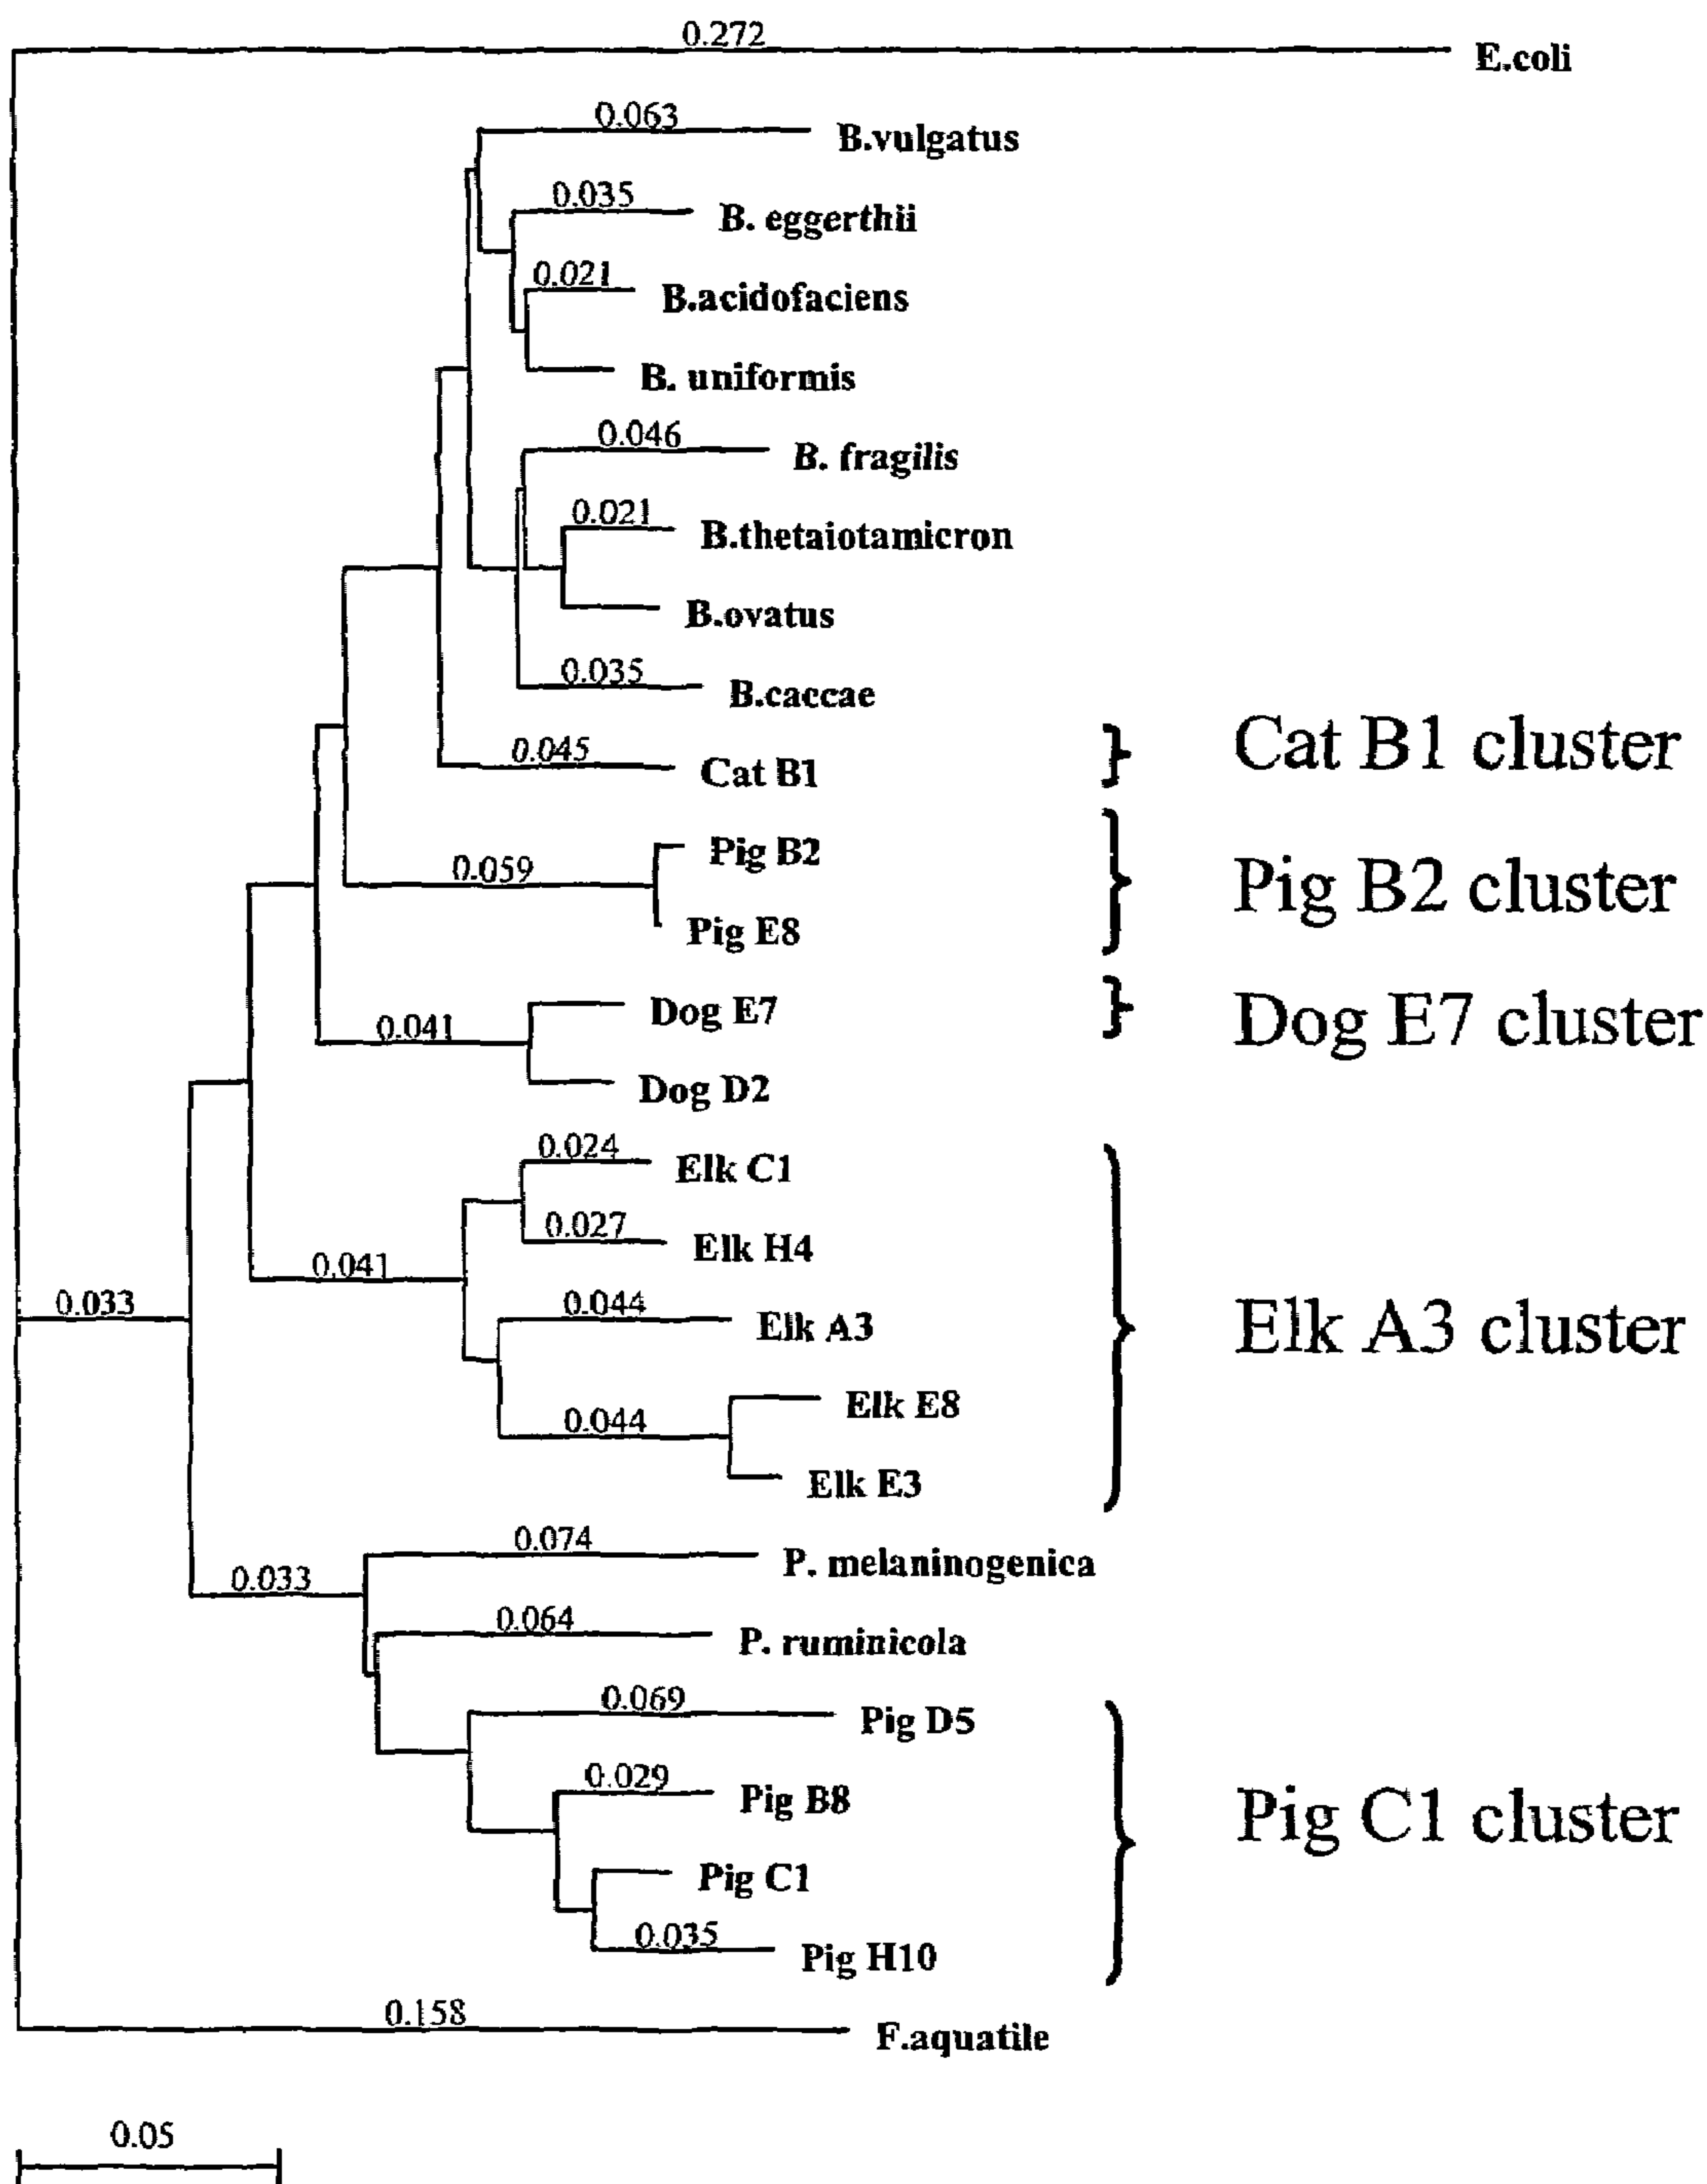 0.272
E.coli
0.063
B.vulgatus
0.035
B. eggerthii
0.021
B.acidofaciens
B. uniformis
0.046
B. fragilis
0.021
B.thetaiotamicron
B.ovatus
0.035
B.caccae
0.045
Cat B1
Cat B1 cluster
Pig B2
0.059
Pig E8
Pig B2 cluster
Dog E7
0.041
Dog D2
Dog E7 cluster
0.024
Elk C1
0.027
Elk H4
0.041
0.033
0.044
Elk A3
Elk A3 cluster
Elk E8
0.044
Elk E3
0.074
P. melaninogenica
0.033
0.064
P. ruminicola
0.069
Pig D5
0.029
Pig B8
Pig C1 cluster
Pig C1
0.035
Pig H10
0.158
F.aquatile
0.05